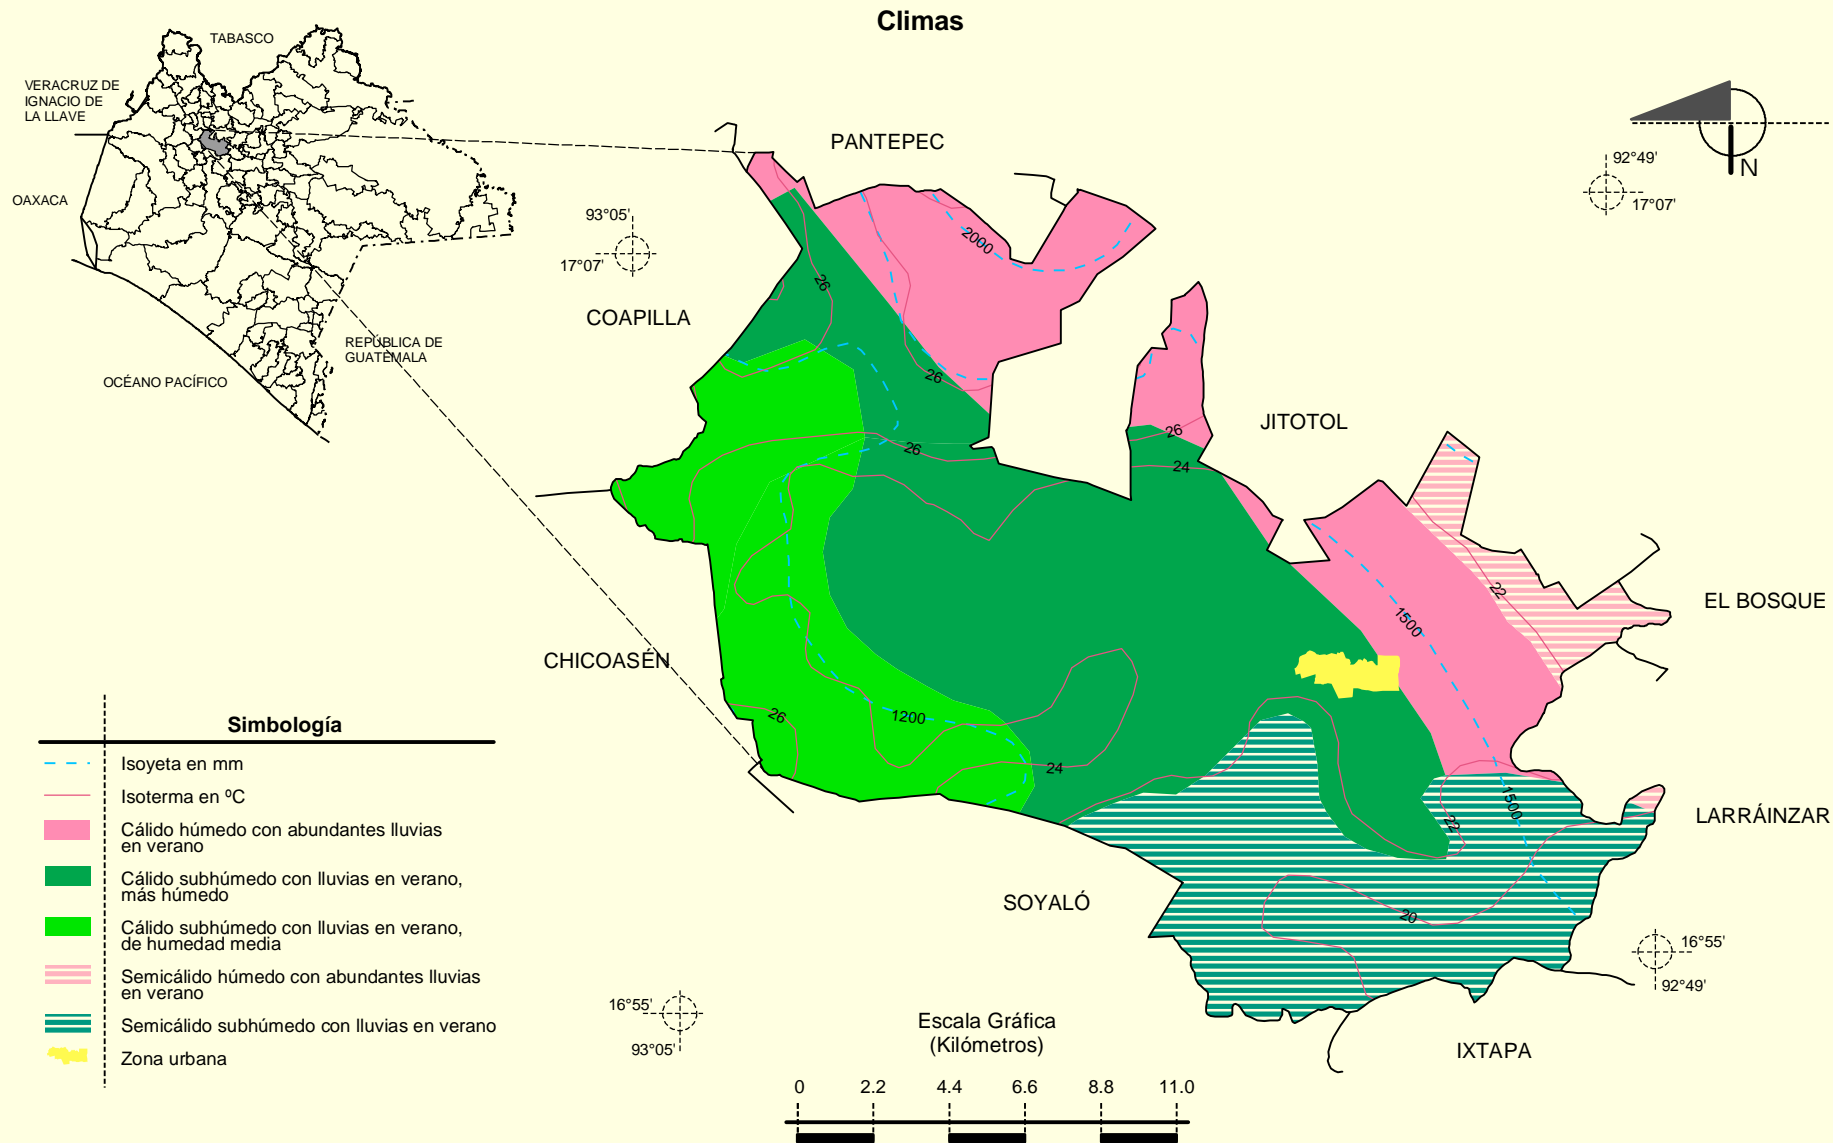 Climas
TABASCO
VERACRUZ DE
IGNACIO DE
LA LLAVE
OAXACA
REPÚBLICA DE
GUATEMALA
OCÉANO PACÍFICO
PANTEPEC
N
92°49'
17°07'
93°05'
17°07'
COAPILLA
2000
26
26
JITOTOL
26
26
24
22
EL BOSQUE
1500
CHICOASÉN
26
1200
24
1500
22
LARRÁINZAR
SOYALÓ
20
16°55'
92°49'
16°55'
93°05'
IXTAPA
Simbología
Isoyeta en mm
Isoterma en ºC
Cálido húmedo con abundantes lluvias
en verano
Cálido subhúmedo con lluvias en verano,
más húmedo
Cálido subhúmedo con lluvias en verano,
de humedad media
Semicálido húmedo con abundantes lluvias
en verano
Semicálido subhúmedo con lluvias en verano
Zona urbana
Escala Gráfica
(Kilómetros)
0 2.2 4.4 6.6 8.8 11.0